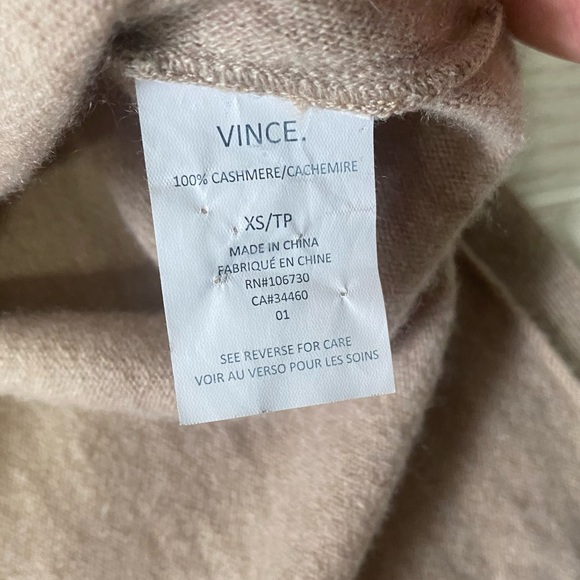 VINCE.
100% CASHMERE/CACHEMIRE
XS/TP
MADE IN CHINA
FABRIQUÉ EN CHINE
RN#106730
CA#34460
01
SEE REVERSE FOR CARE
VOIR AU VERSO POUR LES SOINS